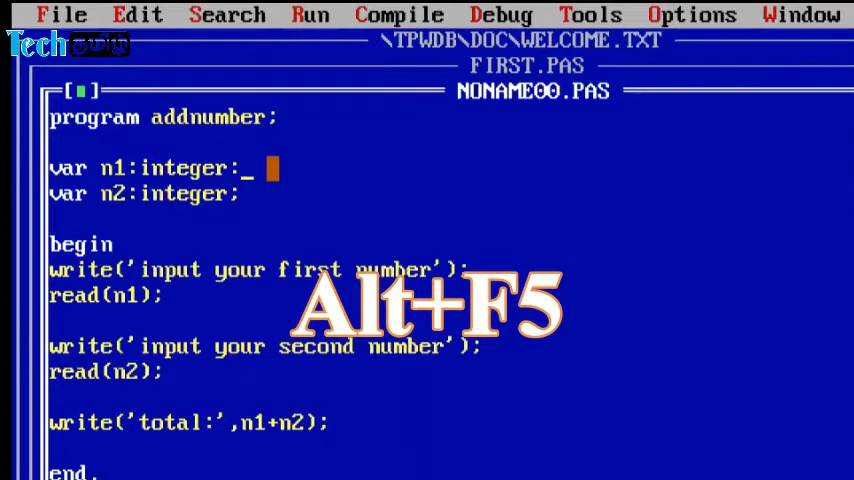 File Edit Search Run Compile Debug Tools Options Window
Tech தமிழ்
\TPWDB\DOC\WELCOME.TXT
FIRST.PAS
NONAME00.PAS
program addnumber;
var n1:integer:_
var n2:integer;
begin
write('input your first number');
read(n1);
Alt+F5
write('input your second number');
read(n2);
write('total:',n1+n2);
end.